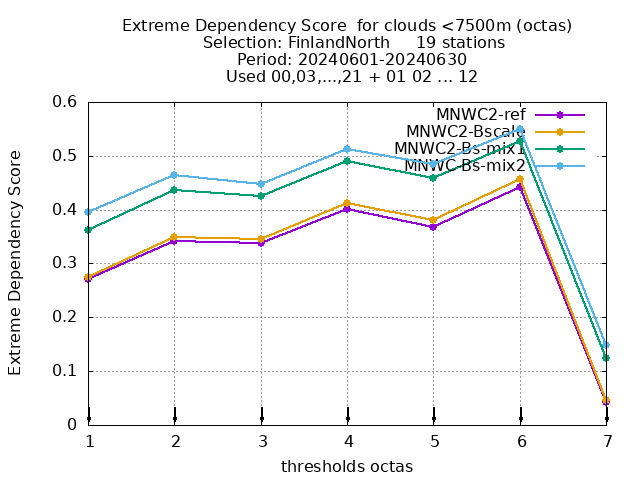 Extreme Dependency Score  for clouds <7500m (octas)
Selection: FinlandNorth     19 stations
Period: 20240601-20240630
Used 00,03,...,21 + 01 02 ... 12
MNWC2-ref
MNWC2-Bscale
MNWC2-Bs-mix1
MNWC-Bs-mix2
Extreme Dependency Score
0.6
0.5
0.4
0.3
0.2
0.1
0
1 2 3 4 5 6 7
thresholds octas